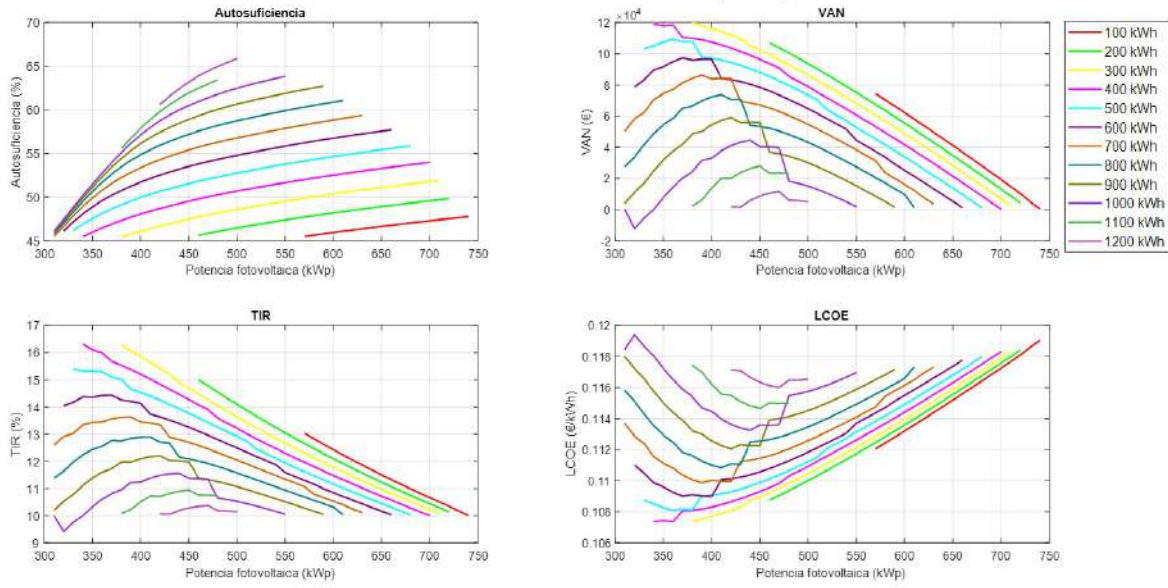 Autosuficiencia
70
65
60
55
50
45
300 350 400 450 500 550 600 650 700 750
Autosuficiencia (%)
Potencia fotovoltaica (kWp)
VAN
×10⁴
12
10
8
6
4
2
0
-2
300 350 400 450 500 550 600 650 700 750
VAN (€)
Potencia fotovoltaica (kWp)
100 kWh
200 kWh
300 kWh
400 kWh
500 kWh
600 kWh
700 kWh
800 kWh
900 kWh
1000 kWh
1100 kWh
1200 kWh
TIR
17
16
15
14
13
12
11
10
9
300 350 400 450 500 550 600 650 700 750
TIR (%)
Potencia fotovoltaica (kWp)
LCOE
0.12
0.118
0.116
0.114
0.112
0.11
0.108
0.106
300 350 400 450 500 550 600 650 700 750
LCOE (€/kWh)
Potencia fotovoltaica (kWp)